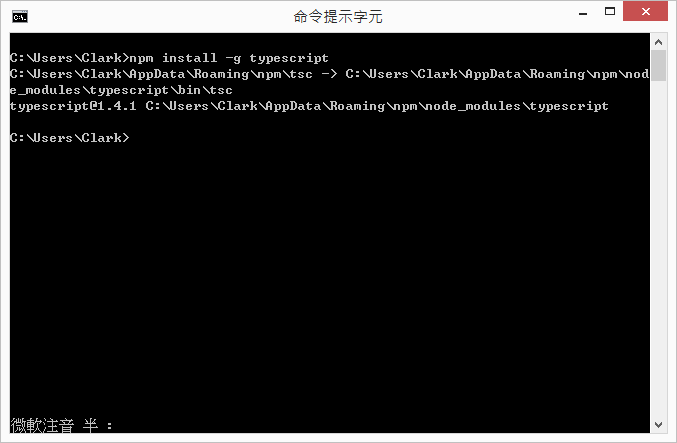 命令提示字元
C:\Users\Clark>npm install -g typescript
C:\Users\Clark\AppData\Roaming\npm\tsc -> C:\Users\Clark\AppData\Roaming\npm\nod
e_modules\typescript\bin\tsc
typescript@1.4.1 C:\Users\Clark\AppData\Roaming\npm\node_modules\typescript
C:\Users\Clark>
微軟注音 半 :